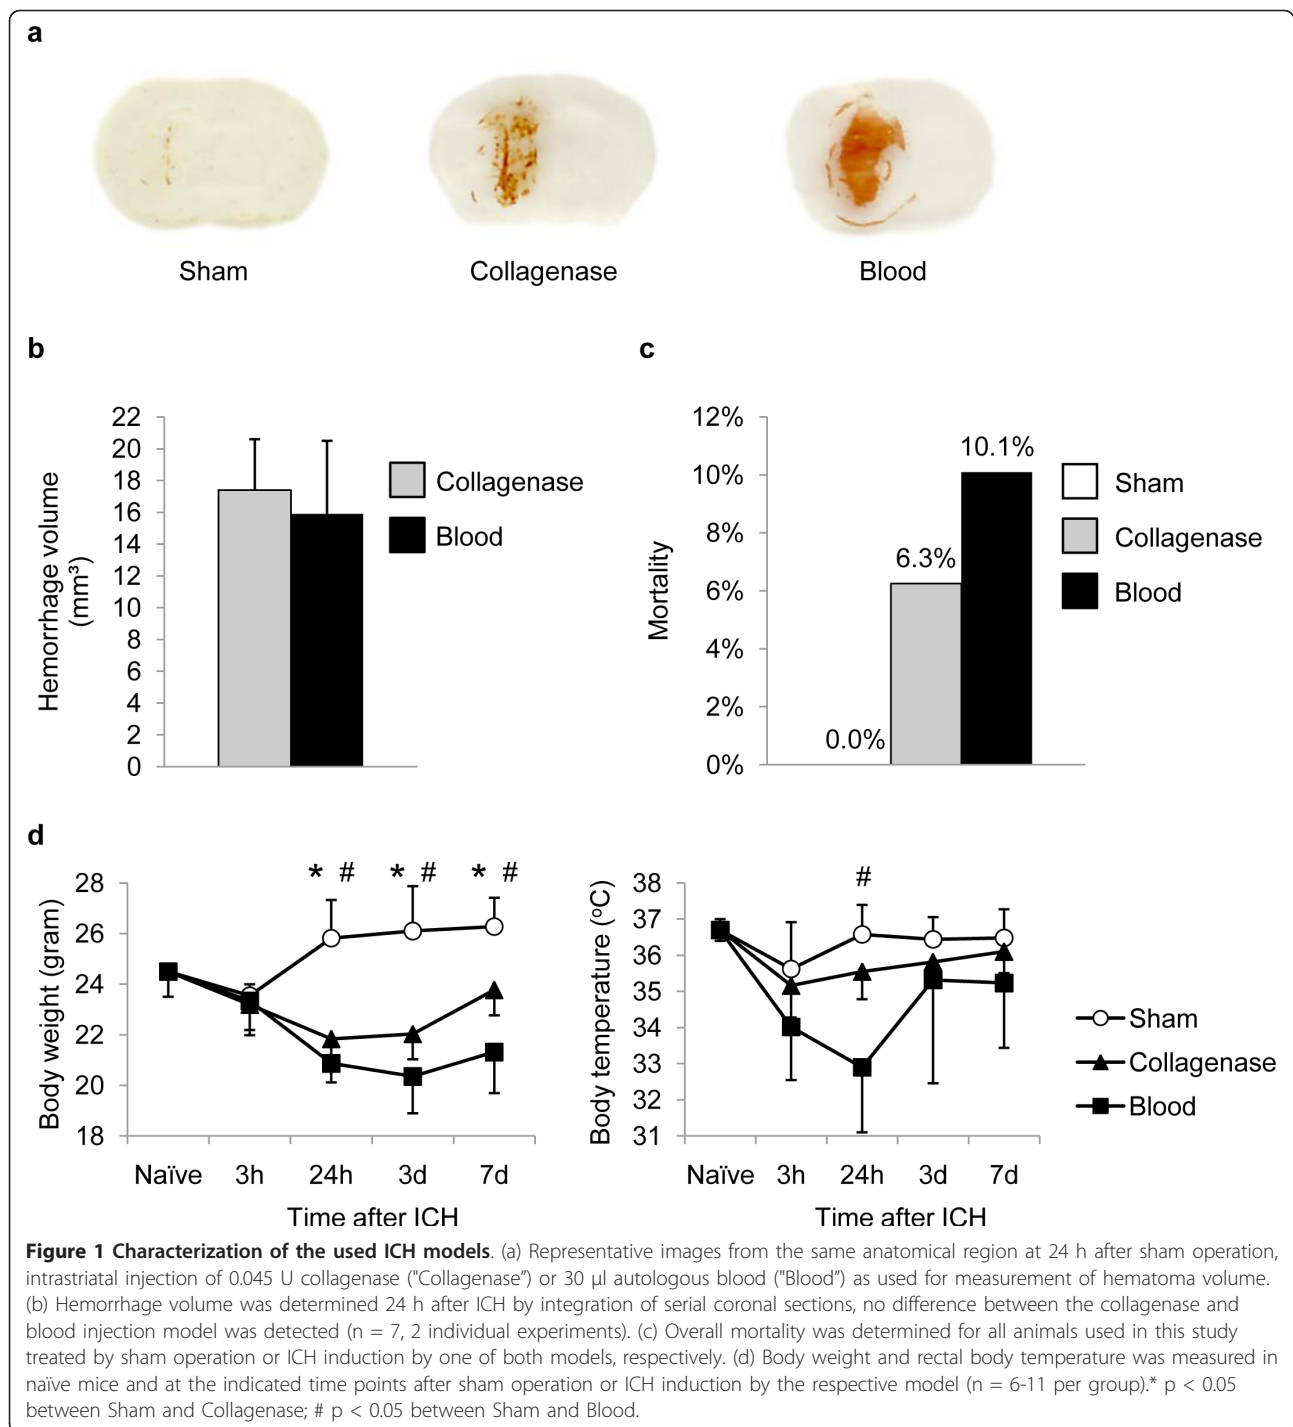 a
Sham
Collagenase
Blood
b
c
22
20
18
16
14
12
10
8
6
4
2
0
Hemorrhage volume
(mm³)
Collagenase
Blood
12%
10%
8%
6%
4%
2%
0%
Mortality
0.0%
6.3%
10.1%
Sham
Collagenase
Blood
d
* # * # * #
28
26
24
22
20
18
Body weight (gram)
Naïve 3h 24h 3d 7d
Time after ICH
#
38
37
36
35
34
33
32
31
Body temperature (ºC)
Naïve 3h 24h 3d 7d
Time after ICH
Sham
Collagenase
Blood
Figure 1 Characterization of the used ICH models. (a) Representative images from the same anatomical region at 24 h after sham operation,
intrastriatal injection of 0.045 U collagenase ("Collagenase") or 30 μl autologous blood ("Blood") as used for measurement of hematoma volume.
(b) Hemorrhage volume was determined 24 h after ICH by integration of serial coronal sections, no difference between the collagenase and
blood injection model was detected (n = 7, 2 individual experiments). (c) Overall mortality was determined for all animals used in this study
treated by sham operation or ICH induction by one of both models, respectively. (d) Body weight and rectal body temperature was measured in
naïve mice and at the indicated time points after sham operation or ICH induction by the respective model (n = 6-11 per group).* p < 0.05
between Sham and Collagenase; # p < 0.05 between Sham and Blood.